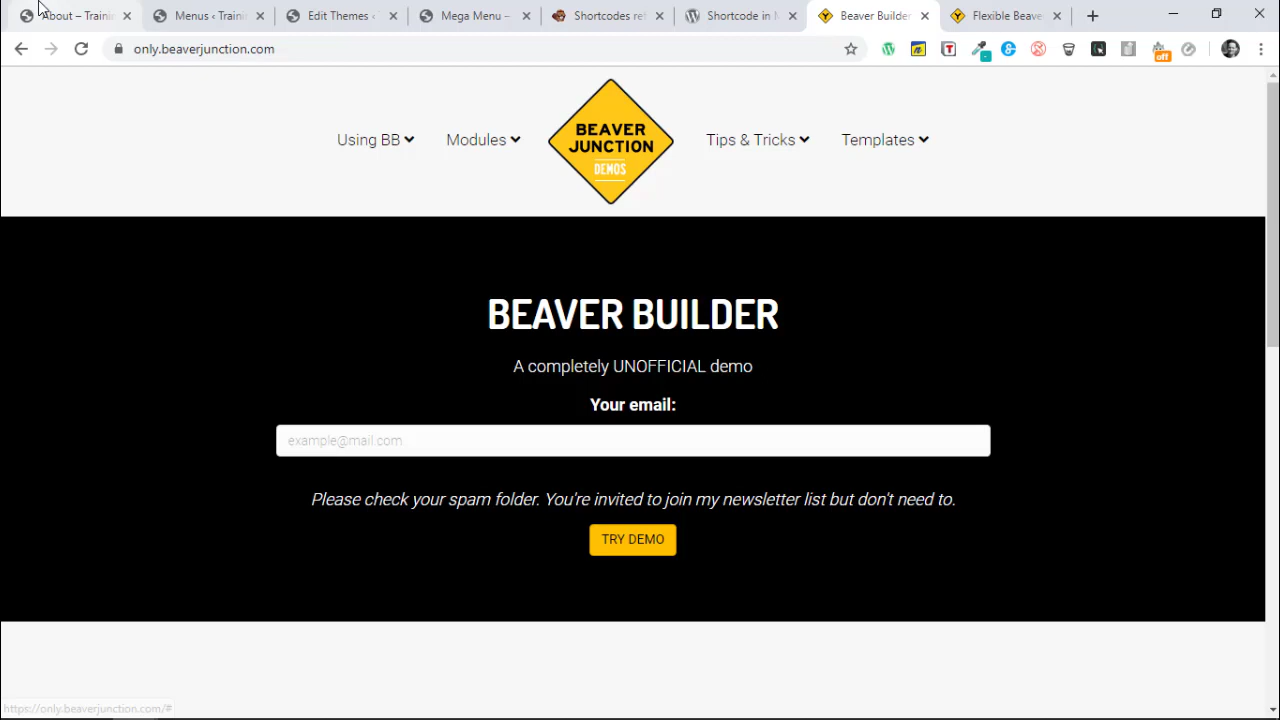 About – Trainin
Menus ‹ Traini
Edit Themes ‹
Mega Menu –
Shortcodes re
Shortcode in
Beaver Builder
Flexible Beave
only.beaverjunction.com
off
Using BB
Modules
BEAVER
JUNCTION
DEMOS
Tips & Tricks
Templates
BEAVER BUILDER
A completely UNOFFICIAL demo
Your email:
example@mail.com
Please check your spam folder. You're invited to join my newsletter list but don't need to.
TRY DEMO
https://only.beaverjunction.com/#